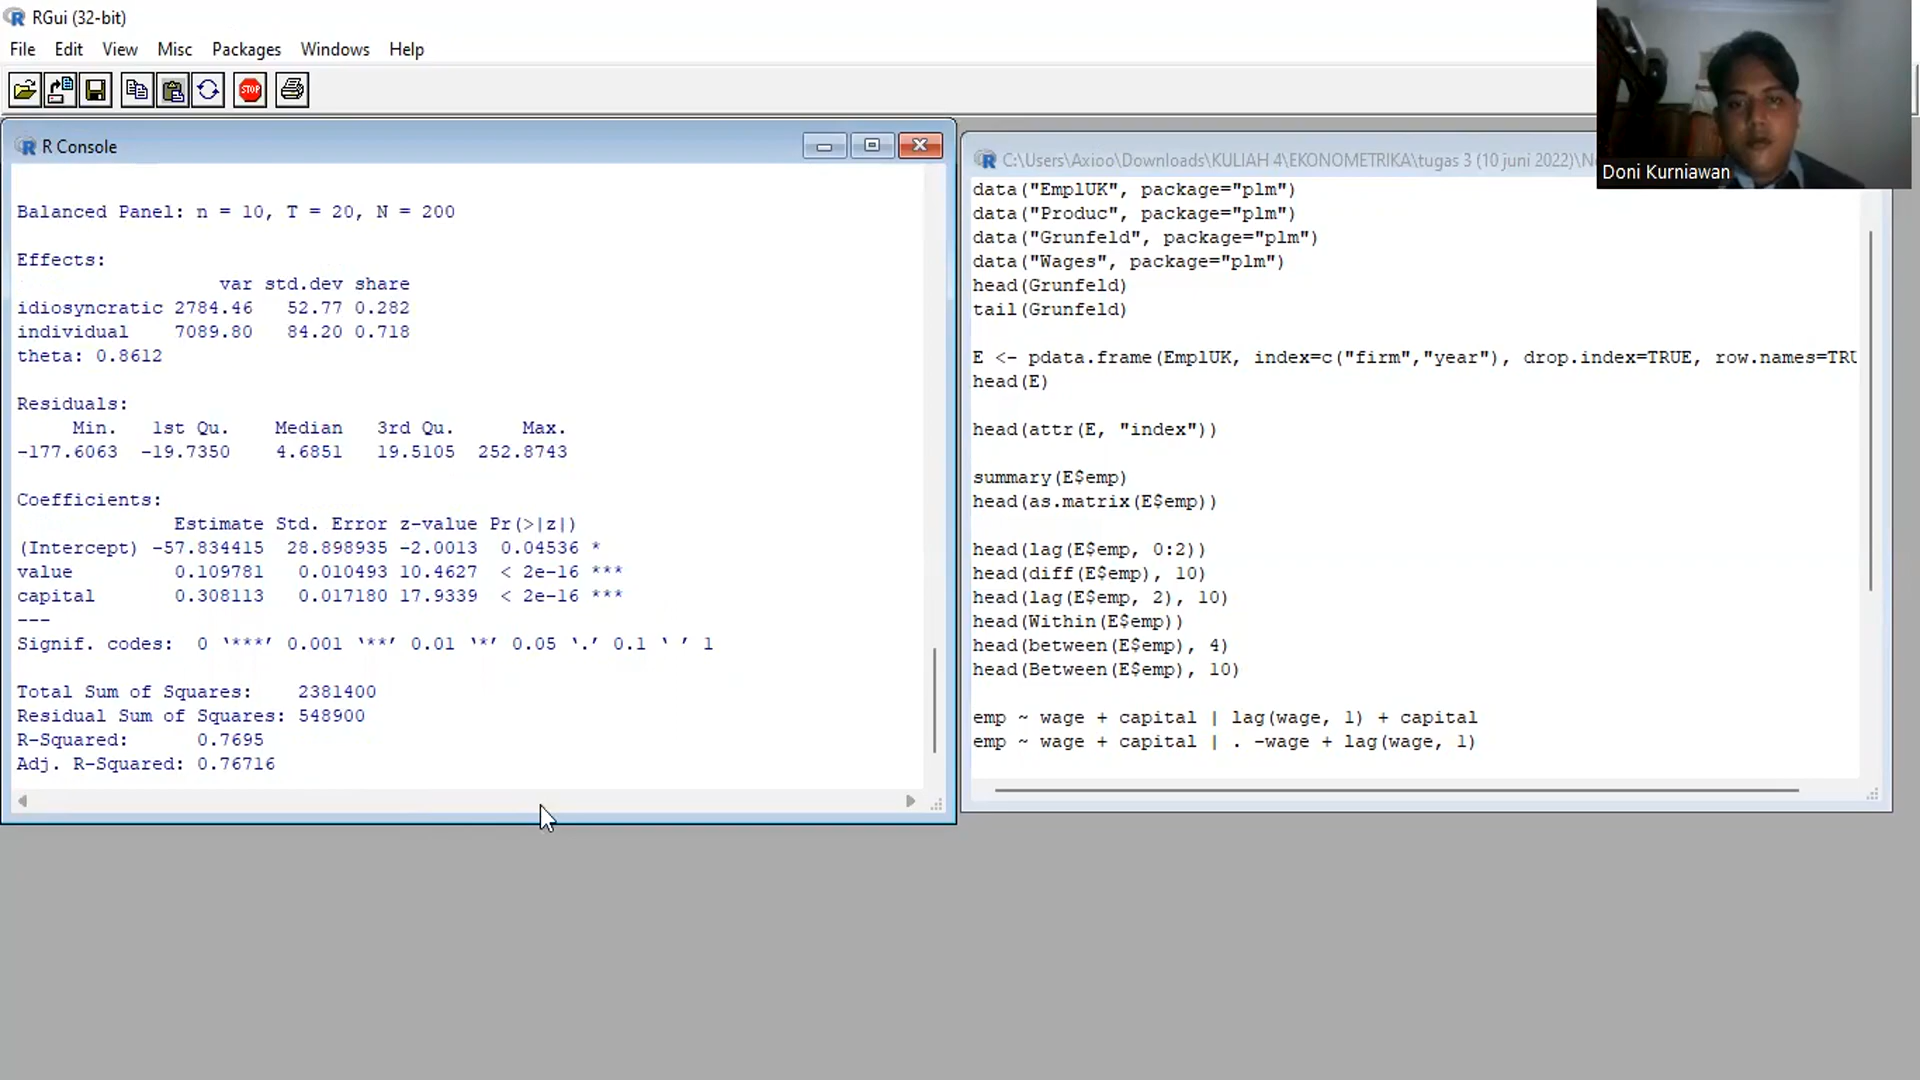 RGui (32-bit)
File Edit View Misc Packages Windows Help
STOP
R Console
Balanced Panel: n = 10, T = 20, N = 200
Effects:
var std.dev share
idiosyncratic 2784.46 52.77 0.282
individual 7089.80 84.20 0.718
theta: 0.8612
Residuals:
Min. 1st Qu. Median 3rd Qu. Max.
-177.6063 -19.7350 4.6851 19.5105 252.8743
Coefficients:
Estimate Std. Error z-value Pr(>|z|)
(Intercept) -57.834415 28.898935 -2.0013 0.04536 *
value 0.109781 0.010493 10.4627 < 2e-16 ***
capital 0.308113 0.017180 17.9339 < 2e-16 ***
---
Signif. codes: 0 ‘***’ 0.001 ‘**’ 0.01 ‘*’ 0.05 ‘.’ 0.1 ‘ ’ 1
Total Sum of Squares: 2381400
Residual Sum of Squares: 548900
R-Squared: 0.7695
Adj. R-Squared: 0.76716
C:\Users\Axioo\Downloads\KULIAH 4\EKONOMETRIKA\tugas 3 (10 juni 2022)\N
data("EmplUK", package="plm")
data("Produc", package="plm")
data("Grunfeld", package="plm")
data("Wages", package="plm")
head(Grunfeld)
tail(Grunfeld)
E <- pdata.frame(EmplUK, index=c("firm","year"), drop.index=TRUE, row.names=TRU
head(E)
head(attr(E, "index"))
summary(E$emp)
head(as.matrix(E$emp))
head(lag(E$emp, 0:2))
head(diff(E$emp), 10)
head(lag(E$emp, 2), 10)
head(Within(E$emp))
head(between(E$emp), 4)
head(Between(E$emp), 10)
emp ~ wage + capital | lag(wage, 1) + capital
emp ~ wage + capital | . -wage + lag(wage, 1)
Doni Kurniawan